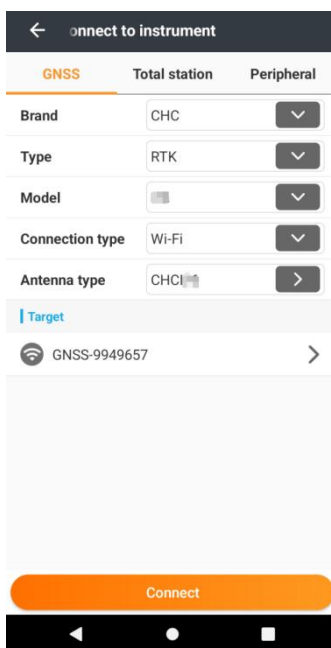 onnect to instrument
GNSS Total station Peripheral
Brand CHC
Type RTK
Model
Connection type Wi-Fi
Antenna type
Target
GNSS-9949657
Connect